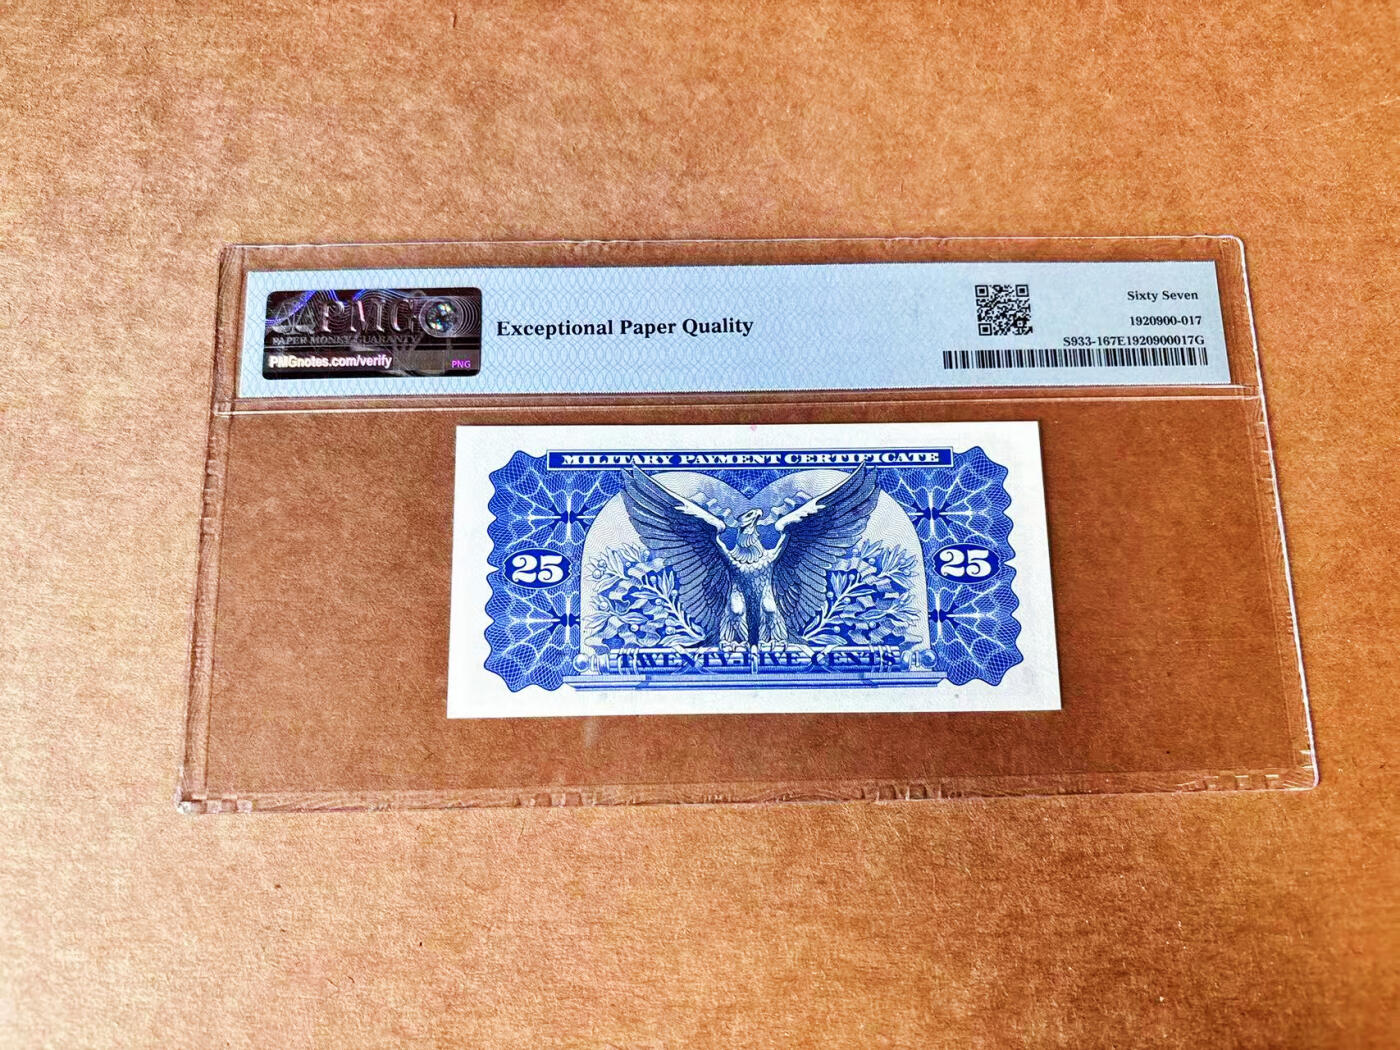 PMG
PAPER MONEY GUARANTY
PMGnotes.com/verify
PNG
Exceptional Paper Quality
Sixty Seven
1920900-017
S933-167E1920900017G
MILITARY PAYMENT CERTIFICATE
25
25
TWENTY-FIVE CENTS